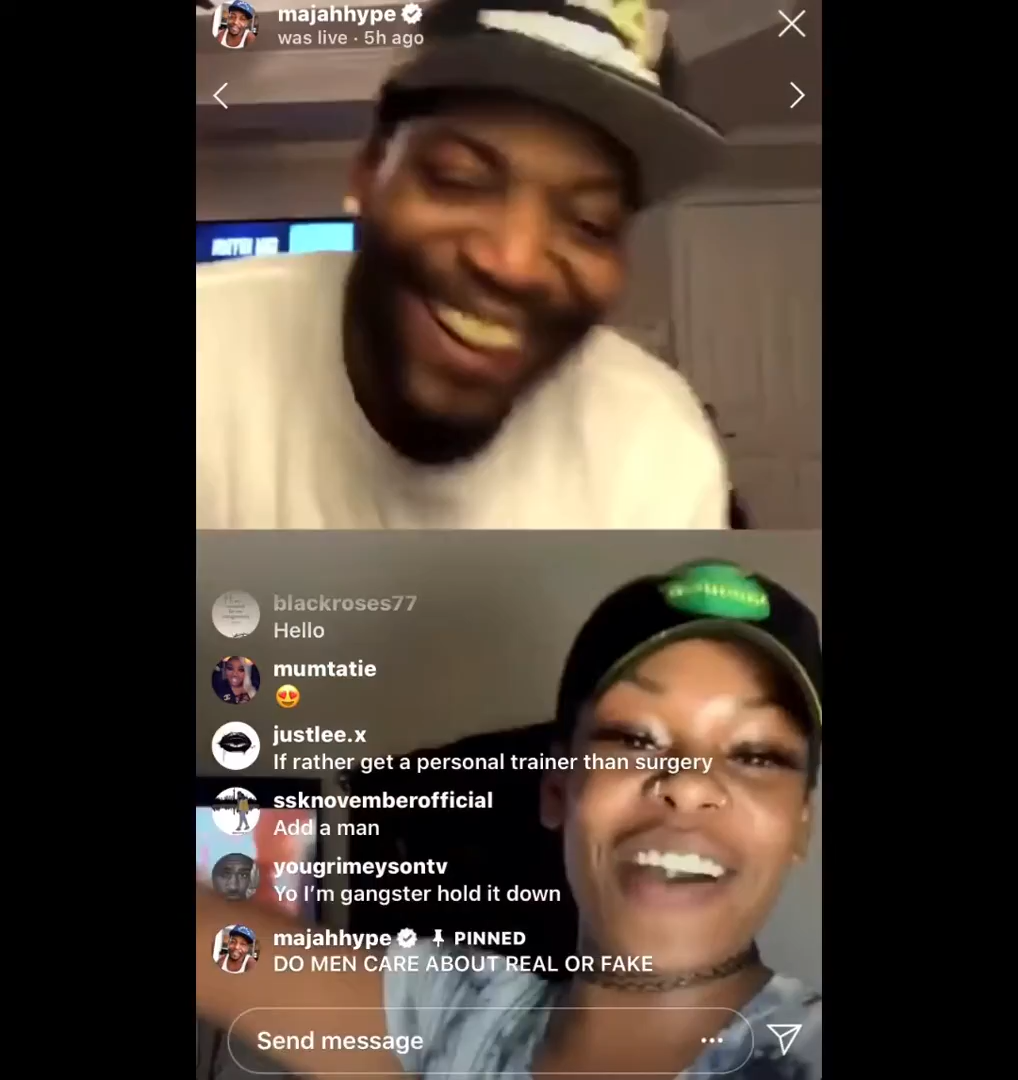 majahhype
was live · 5h ago
blackroses77
Hello
mumtatie
😍
justlee.x
If rather get a personal trainer than surgery
ssknovemberofficial
Add a man
yougrimeysontv
Yo I’m gangster hold it down
majahhype PINNED
DO MEN CARE ABOUT REAL OR FAKE
Send message